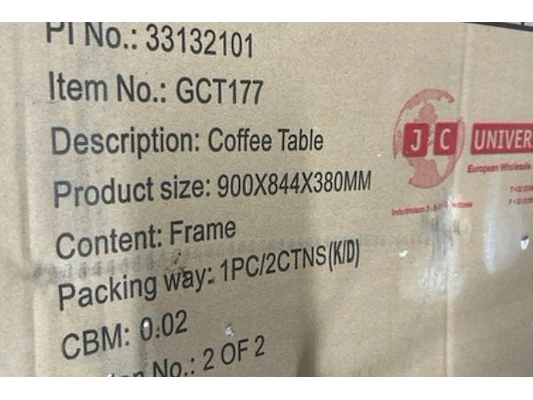 PI No.: 33132101
Item No.: GCT177
Description: Coffee Table
Product size: 900X844X380MM
Content: Frame
Packing way: 1PC/2CTNS(K/D)
CBM: 0.02
No.: 2 OF 2
J C UNIVER
European Wholesale